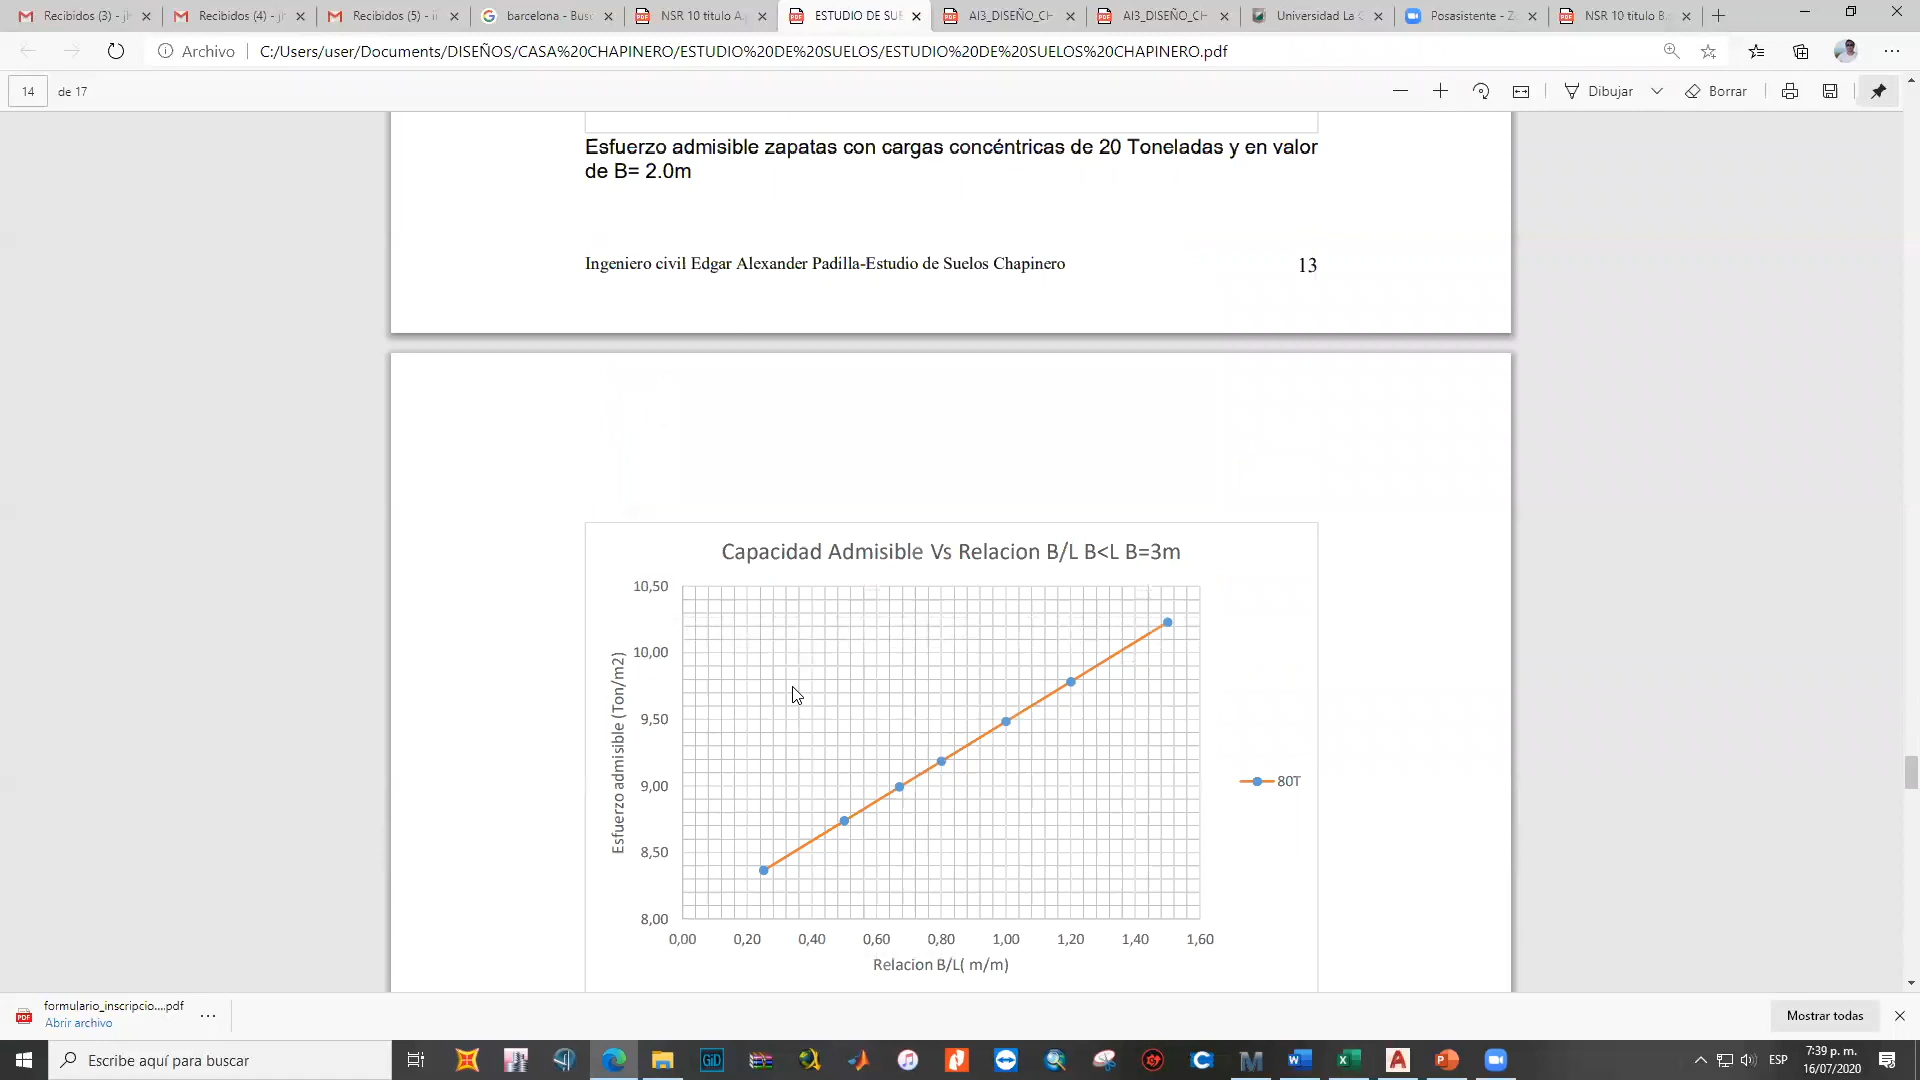 Recibidos (3) - j
Recibidos (4) - j
Recibidos (5) - ii
barcelona - Bus
NSR 10 titulo A.
ESTUDIO DE SUE
AI3_DISEÑO_CH
AI3_DISEÑO_CH
Universidad La
Posasistente - Z
NSR 10 titulo B.
Archivo
C:/Users/user/Documents/DISEÑOS/CASA%20CHAPINERO/ESTUDIO%20DE%20SUELOS/ESTUDIO%20DE%20SUELOS%20CHAPINERO.pdf
14 de 17
Dibujar
Borrar
Esfuerzo admisible zapatas con cargas concéntricas de 20 Toneladas y en valor
de B= 2.0m
Ingeniero civil Edgar Alexander Padilla-Estudio de Suelos Chapinero 13
Capacidad Admisible Vs Relacion B/L B<L B=3m
Esfuerzo admisible (Ton/m2)
10,50
10,00
9,50
9,00
8,50
8,00
0,00 0,20 0,40 0,60 0,80 1,00 1,20 1,40 1,60
Relacion B/L( m/m)
80T
formulario_inscripcio....pdf
Abrir archivo
Mostrar todas
Escribe aquí para buscar
GiD
ESP
7:39 p. m.
16/07/2020